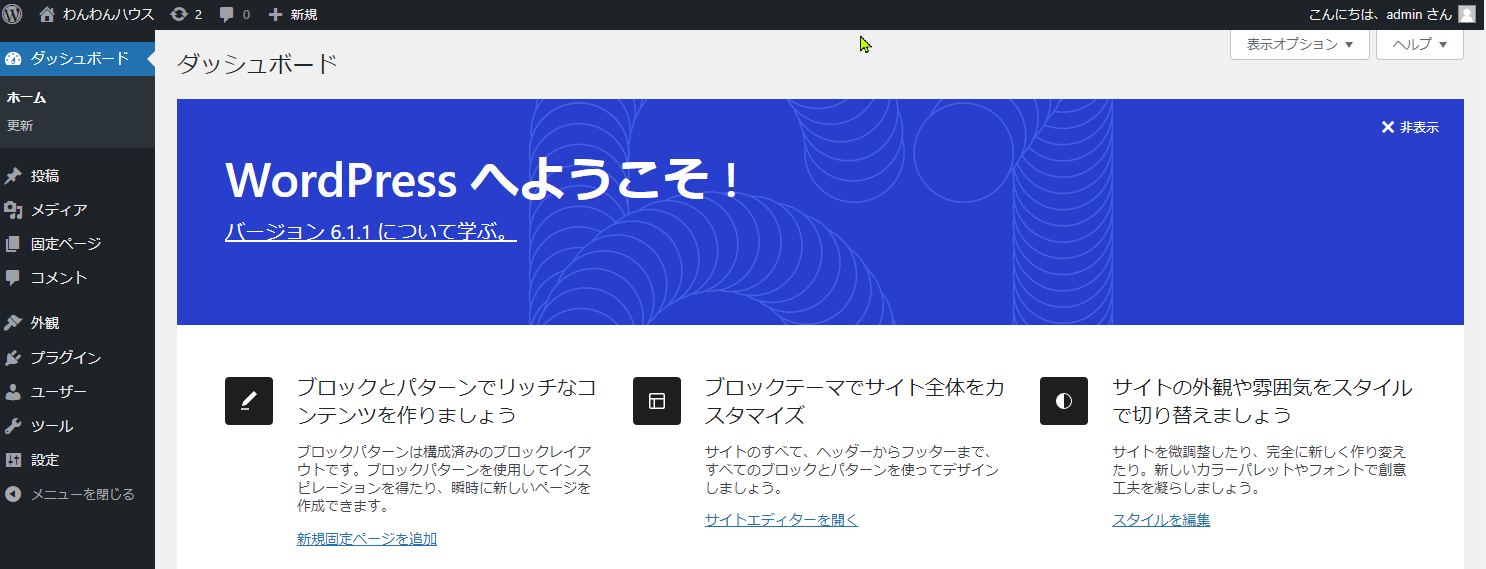 わんわんハウス 2 0 新規 こんにちは、admin さん
ダッシュボード
ホーム
更新
投稿
メディア
固定ページ
コメント
外観
プラグイン
ユーザー
ツール
設定
メニューを閉じる
表示オプション ▼ ヘルプ ▼
ダッシュボード
非表示
WordPress へようこそ !
バージョン 6.1.1 について学ぶ。
ブロックとパターンでリッチなコ
ンテンツを作りましょう
ブロックパターンは構成済みのブロックレイア
ウトです。ブロックパターンを使用してインス
ピレーションを得たり、瞬時に新しいページを
作成できます。
新規固定ページを追加
ブロックテーマでサイト全体をカ
スタマイズ
サイトのすべて、ヘッダーからフッターまで、
すべてのブロックとパターンを使ってデザイン
しましょう。
サイトエディターを開く
サイトの外観や雰囲気をスタイル
で切り替えましょう
サイトを微調整したり、完全に新しく作り変え
たり。新しいカラーパレットやフォントで創意
工夫を凝らしましょう。
スタイルを編集